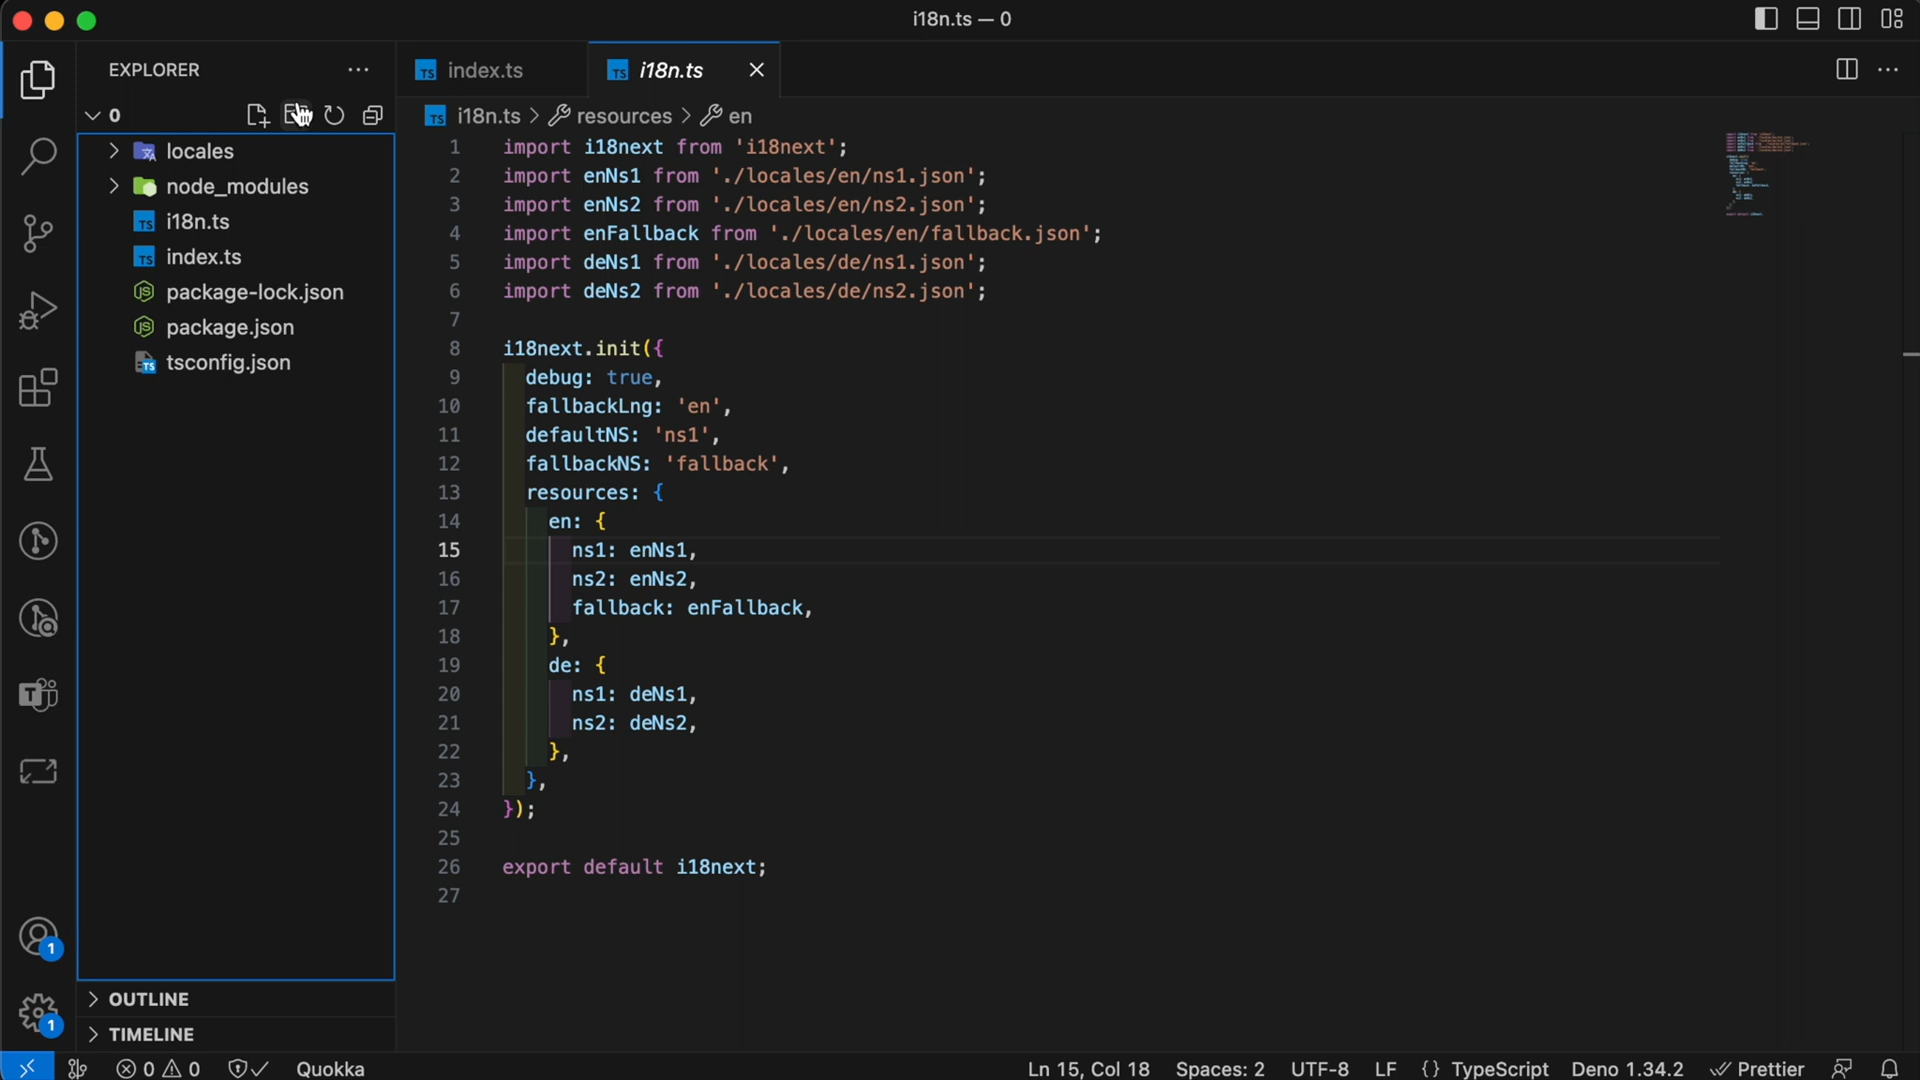 i18n.ts — 0
EXPLORER
0
locales
node_modules
i18n.ts
index.ts
package-lock.json
package.json
tsconfig.json
OUTLINE
TIMELINE
index.ts
i18n.ts
i18n.ts > resources > en
1 import i18next from 'i18next';
2 import enNs1 from './locales/en/ns1.json';
3 import enNs2 from './locales/en/ns2.json';
4 import enFallback from './locales/en/fallback.json';
5 import deNs1 from './locales/de/ns1.json';
6 import deNs2 from './locales/de/ns2.json';
7
8 i18next.init({
9 debug: true,
10 fallbackLng: 'en',
11 defaultNS: 'ns1',
12 fallbackNS: 'fallback',
13 resources: {
14 en: {
15 ns1: enNs1,
16 ns2: enNs2,
17 fallback: enFallback,
18 },
19 de: {
20 ns1: deNs1,
21 ns2: deNs2,
22 },
23 },
24 });
25
26 export default i18next;
27
1
1
0 0 Quokka Ln 15, Col 18 Spaces: 2 UTF-8 LF {} TypeScript Deno 1.34.2 Prettier